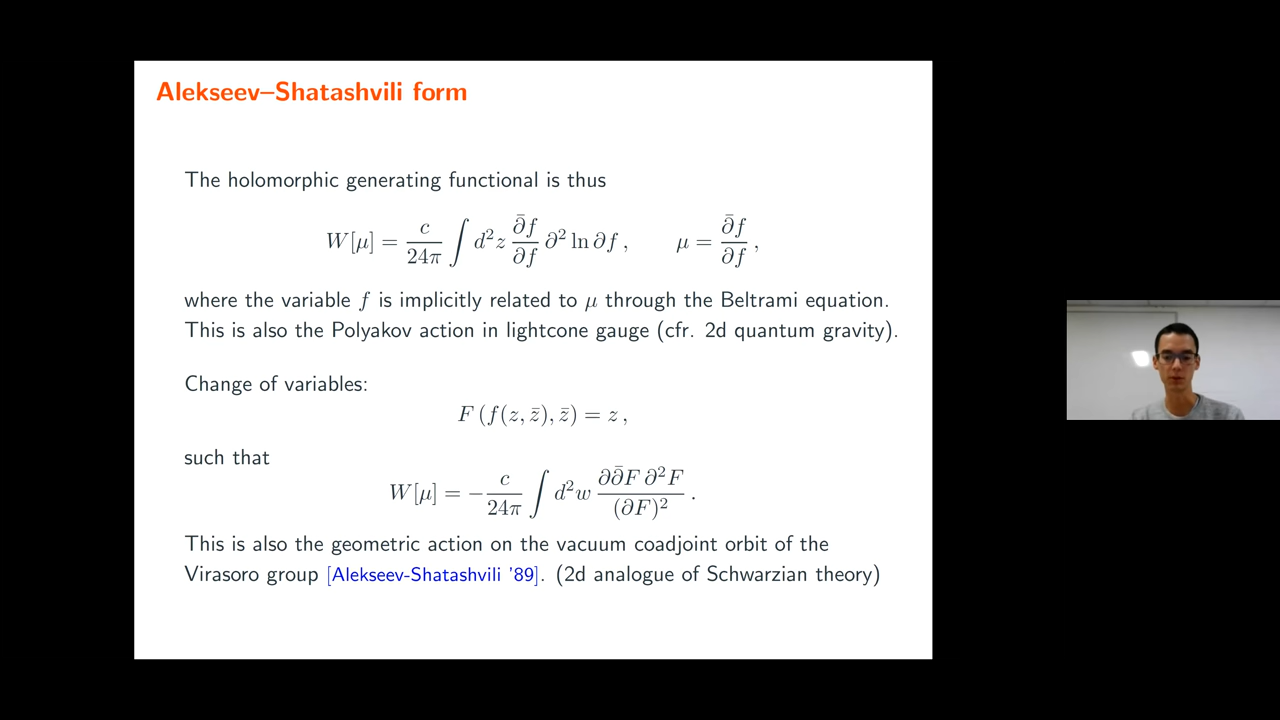 Alekseev–Shatashvili form
The holomorphic generating functional is thus
W[μ] = c/24π ∫ d²z ∂̄f/∂f ∂² ln ∂f , μ = ∂̄f/∂f ,
where the variable f is implicitly related to μ through the Beltrami equation.
This is also the Polyakov action in lightcone gauge (cfr. 2d quantum gravity).
Change of variables:
F (f(z, z̄), z̄) = z ,
such that
W[μ] = − c/24π ∫ d²w ∂∂̄F ∂²F/(∂F)² .
This is also the geometric action on the vacuum coadjoint orbit of the
Virasoro group [Alekseev-Shatashvili '89]. (2d analogue of Schwarzian theory)